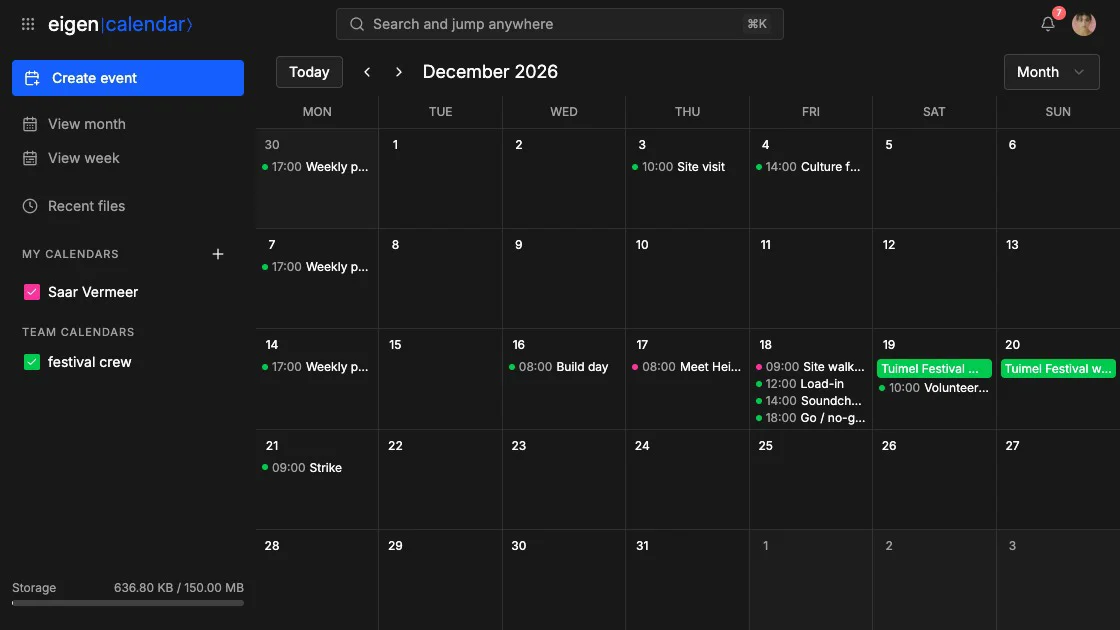 eigen|calendar⟩
Search and jump anywhere ⌘K
7
Create event
View month
View week
Recent files
MY CALENDARS
Saar Vermeer
TEAM CALENDARS
festival crew
Storage 636.80 KB / 150.00 MB
Today December 2026 Month
MON TUE WED THU FRI SAT SUN
30 1 2 3 4 5 6
17:00 Weekly p...
10:00 Site visit
14:00 Culture f...
7 8 9 10 11 12 13
17:00 Weekly p...
14 15 16 17 18 19 20
17:00 Weekly p...
08:00 Build day
08:00 Meet Hei...
09:00 Site walk...
12:00 Load-in
14:00 Soundch...
18:00 Go / no-g...
Tuimel Festival ...
10:00 Volunteer...
Tuimel Festival w...
21 22 23 24 25 26 27
09:00 Strike
28 29 30 31 1 2 3